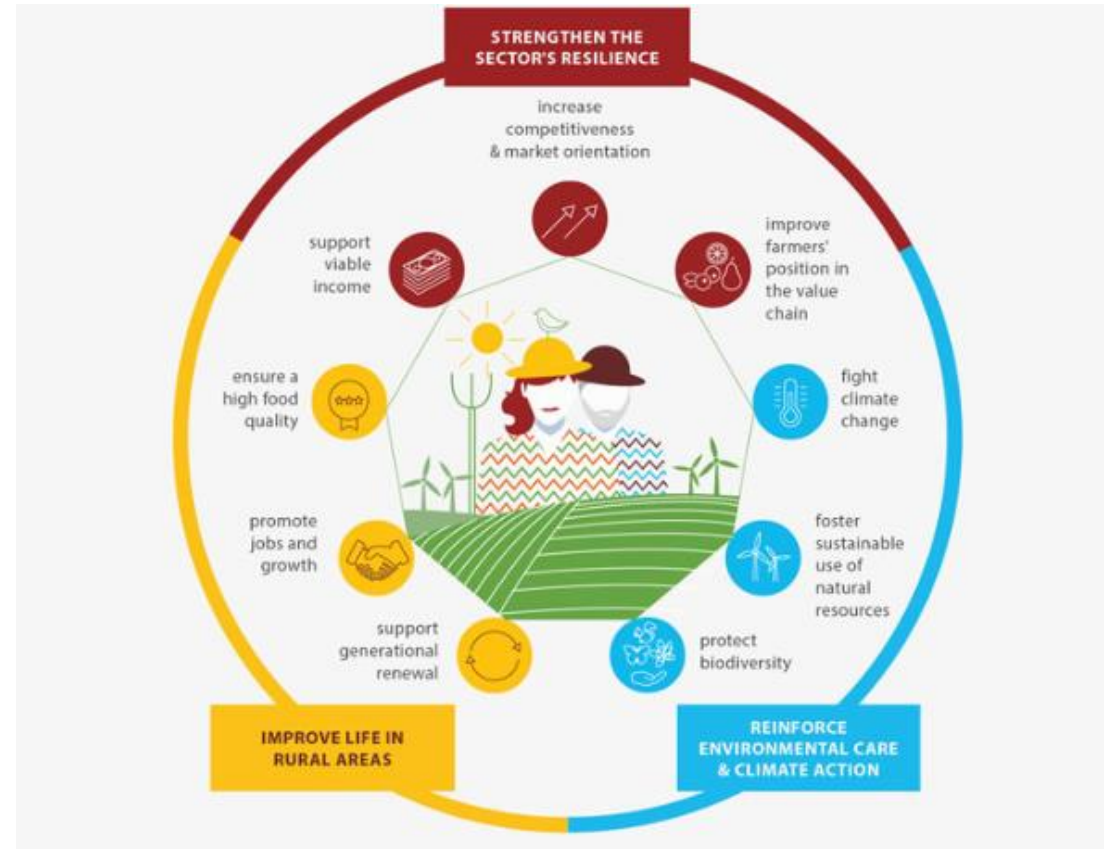 STRENGTHEN THE
SECTOR'S RESILIENCE
increase
competitiveness
& market orientation
improve
farmers'
position in
the value
chain
fight
climate
change
foster
sustainable
use of
natural
resources
protect
biodiversity
REINFORCE
ENVIRONMENTAL CARE
& CLIMATE ACTION
IMPROVE LIFE IN
RURAL AREAS
support
generational
renewal
promote
jobs and
growth
ensure a
high food
quality
support
viable
income